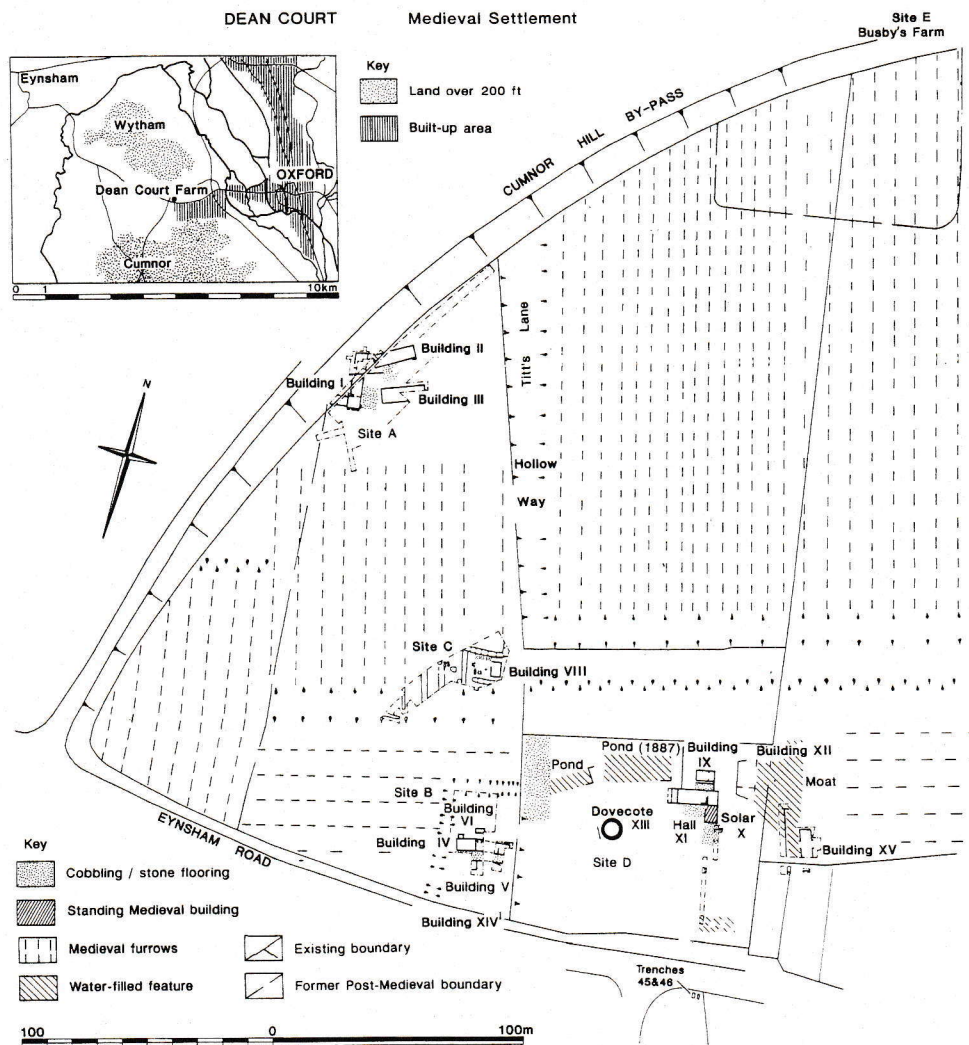 DEAN COURT Medieval Settlement
Site E
Busby's Farm
Eynsham
Wytham
OXFORD
Dean Court Farm
Cumnor
0 1 10km
Key
Land over 200 ft
Built-up area
CUMNOR HILL BY-PASS
Titt's Lane
Hollow
Way
N
Building II
Building I
Building III
Site A
Site C
Building VIII
Pond
Pond (1887)
Building
IX
Building XII
Moat
Site B
Building
VI
Building IV
Building V
Building XIV
Dovecote
XIII
Hall
XI
Solar
X
Site D
Building XV
EYNSHAM ROAD
Trenches
45&46
Key
Cobbling / stone flooring
Standing Medieval building
Medieval furrows
Water-filled feature
Existing boundary
Former Post-Medieval boundary
100 0 100m